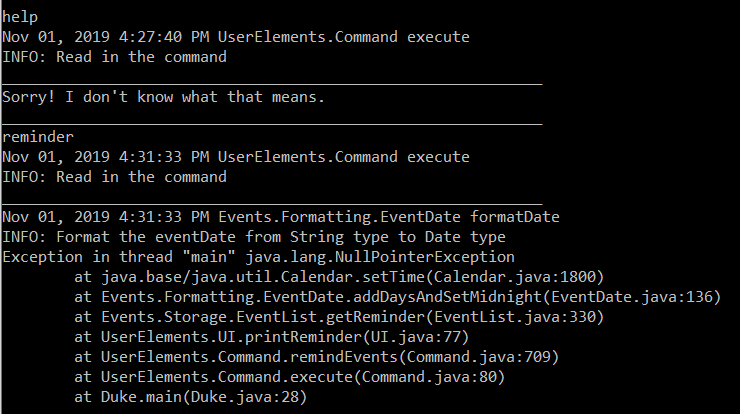 help
Nov 01, 2019 4:27:40 PM UserElements.Command execute
INFO: Read in the command
____________________________________________________________
Sorry! I don't know what that means.
____________________________________________________________
reminder
Nov 01, 2019 4:31:33 PM UserElements.Command execute
INFO: Read in the command
____________________________________________________________
Nov 01, 2019 4:31:33 PM Events.Formatting.EventDate formatDate
INFO: Format the eventDate from String type to Date type
Exception in thread "main" java.lang.NullPointerException
        at java.base/java.util.Calendar.setTime(Calendar.java:1800)
        at Events.Formatting.EventDate.addDaysAndSetMidnight(EventDate.java:136)
        at Events.Storage.EventList.getReminder(EventList.java:330)
        at UserElements.UI.printReminder(UI.java:77)
        at UserElements.Command.remindEvents(Command.java:709)
        at UserElements.Command.execute(Command.java:80)
        at Duke.main(Duke.java:28)